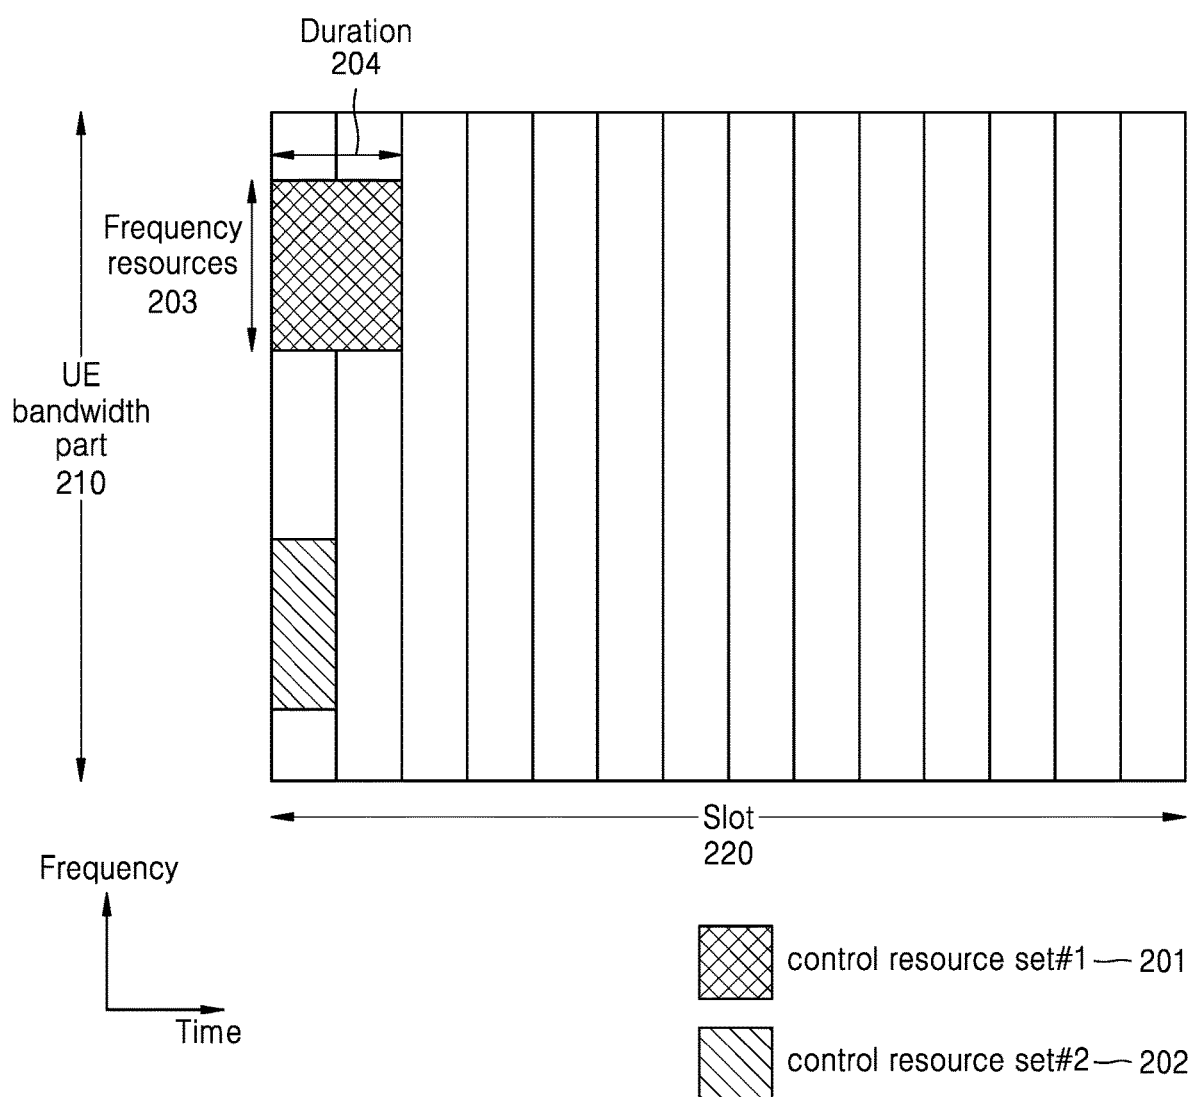 Duration
204
Frequency
resources
203
UE
bandwidth
part
210
Slot
220
Frequency
Time
control resource set#1 201
control resource set#2 202